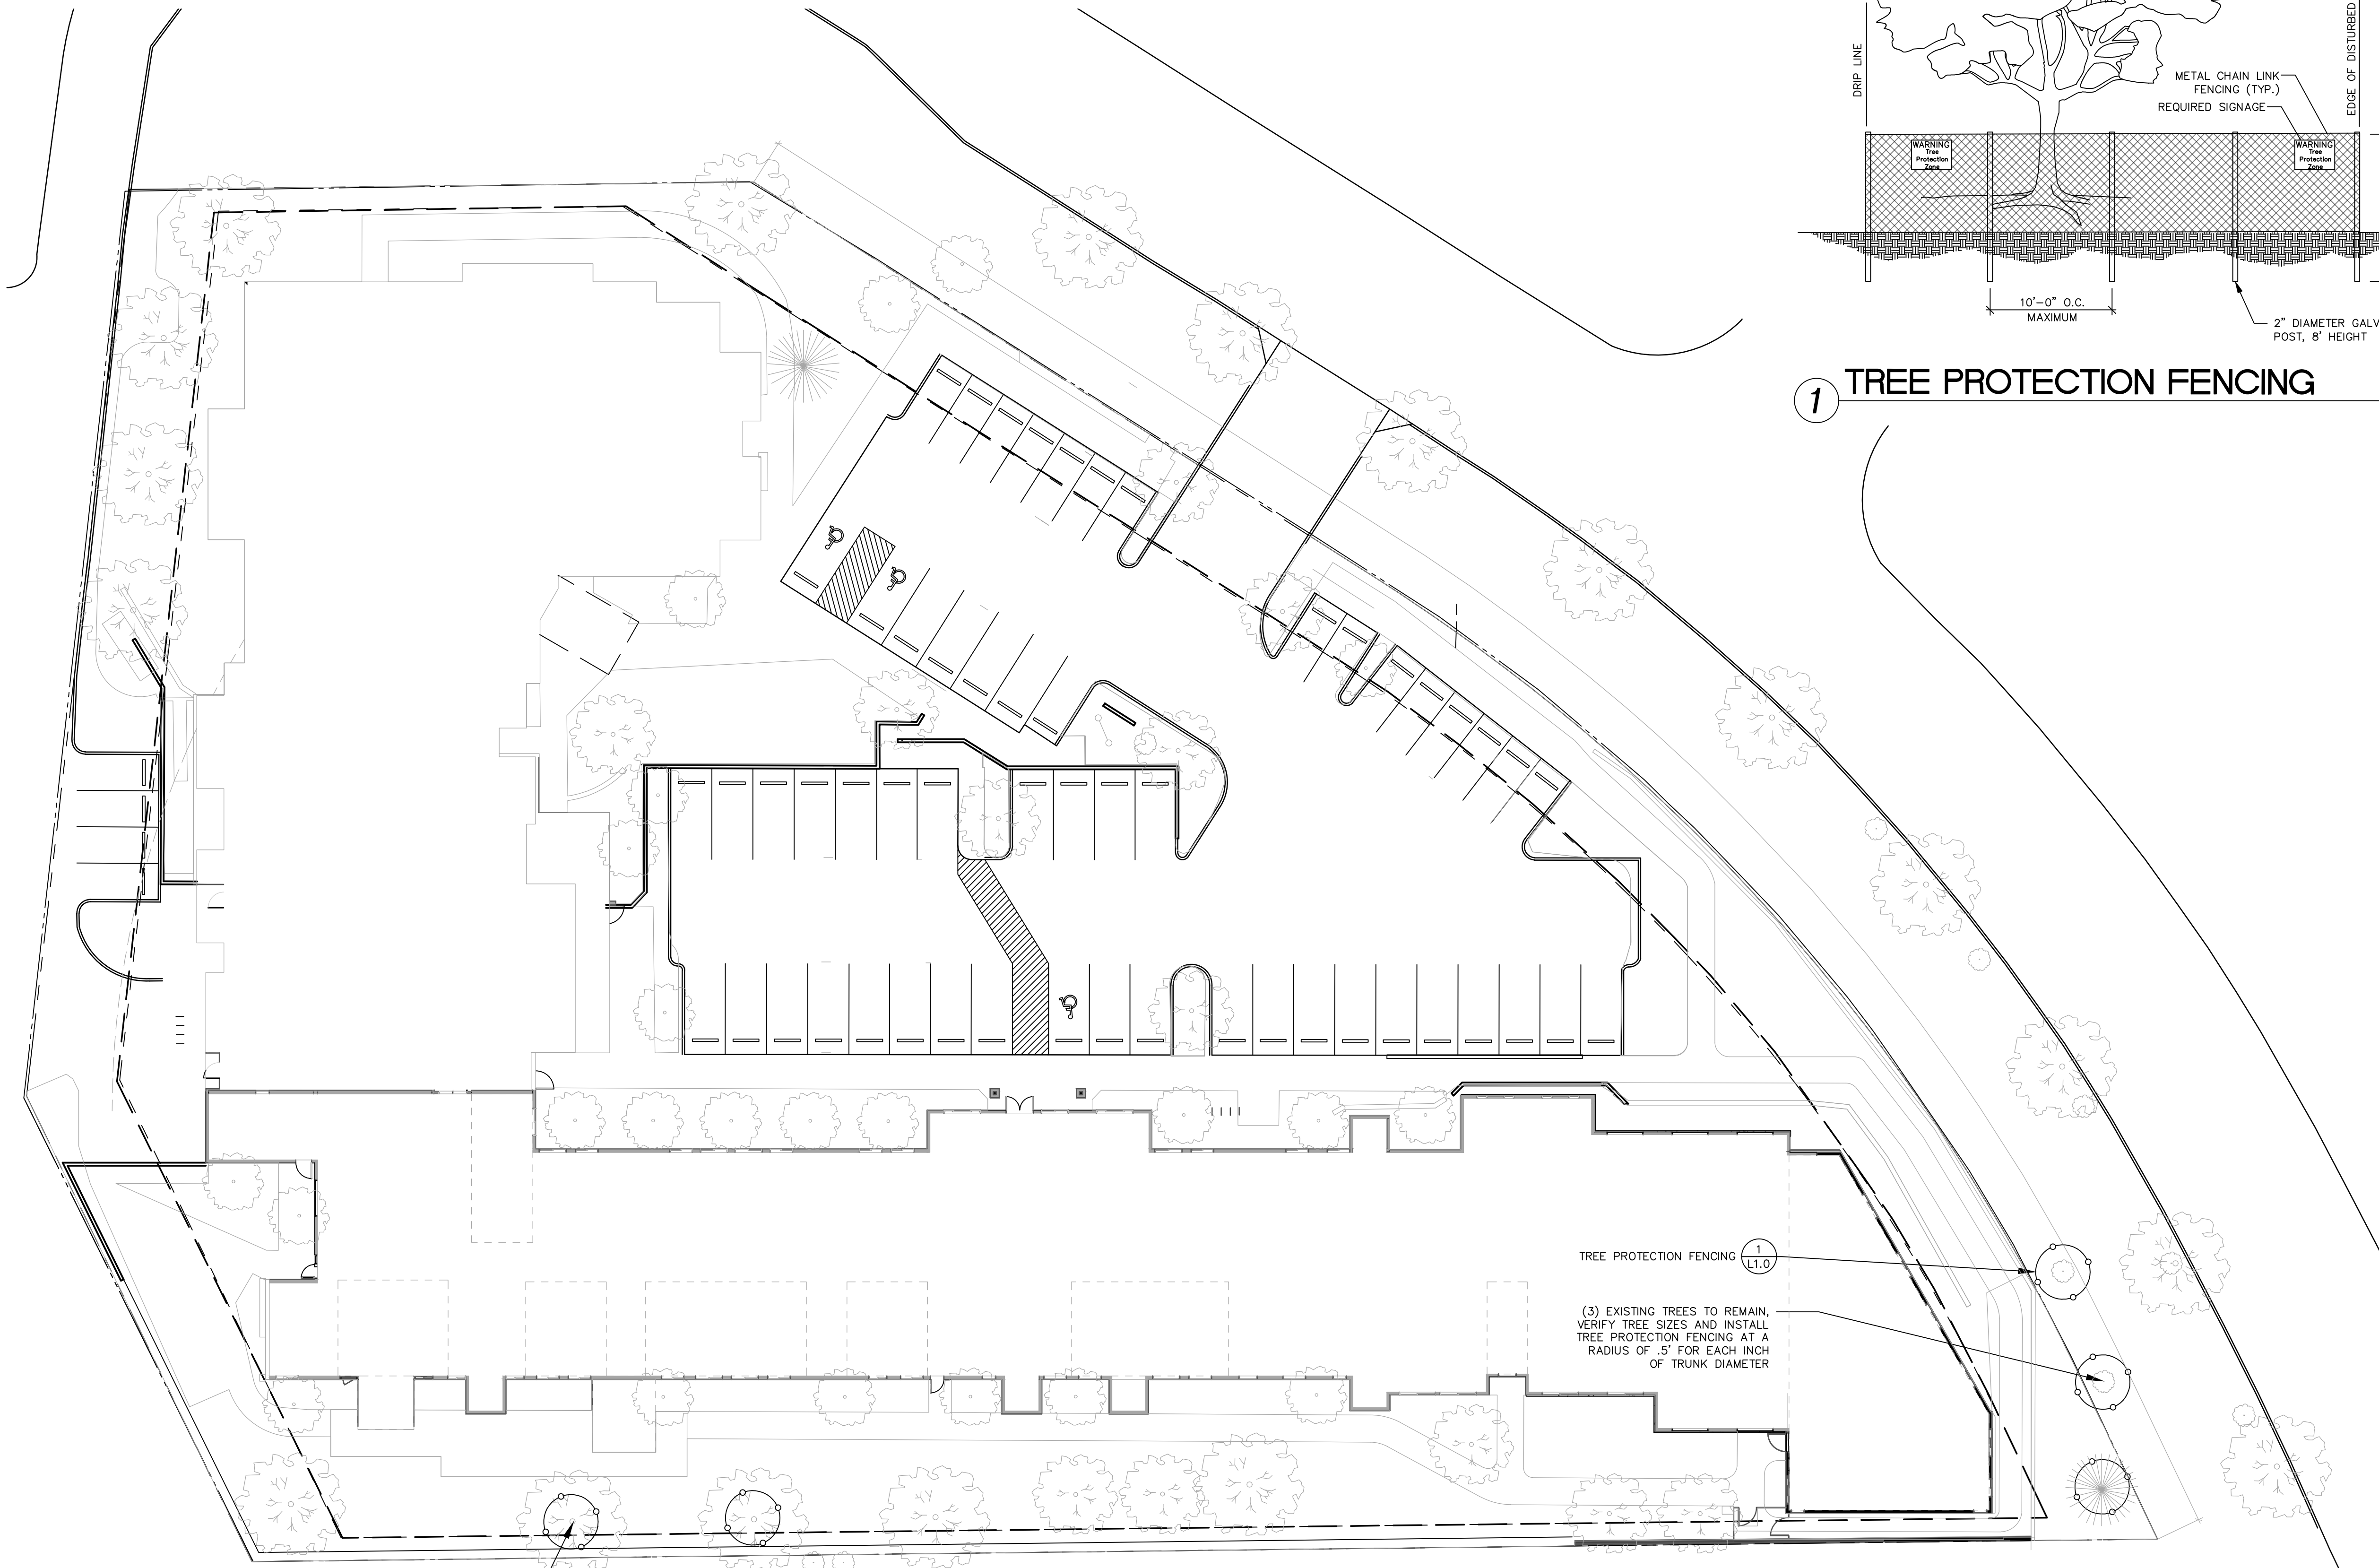 DRIP LINE
EDGE OF DISTURBED
METAL CHAIN LINK
FENCING (TYP.)
REQUIRED SIGNAGE
WARNING
Tree
Protection
Zone
WARNING
Tree
Protection
Zone
10'-0" O.C.
MAXIMUM
2" DIAMETER GALV
POST, 8' HEIGHT
1
TREE PROTECTION FENCING
TREE PROTECTION FENCING
1
L1.0
(3) EXISTING TREES TO REMAIN,
VERIFY TREE SIZES AND INSTALL
TREE PROTECTION FENCING AT A
RADIUS OF .5' FOR EACH INCH
OF TRUNK DIAMETER